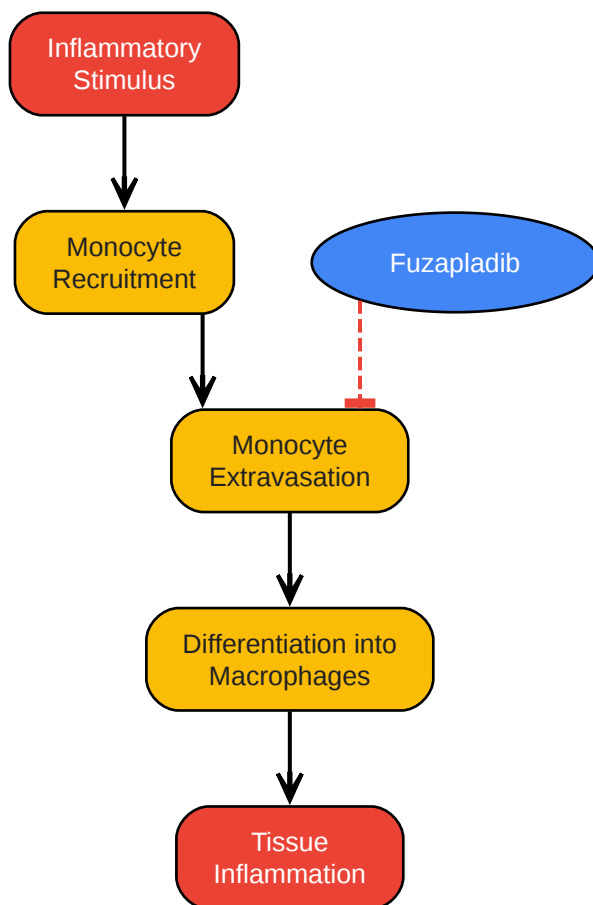 Inflammatory
Stimulus
Monocyte
Recruitment
Fuzapladib
Monocyte
Extravasation
Differentiation into
Macrophages
Tissue
Inflammation